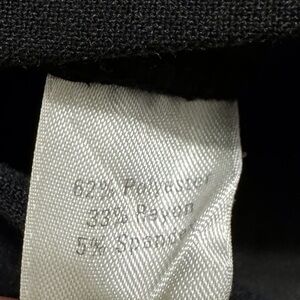 62% Polyester
33% Rayon
5% Spandex